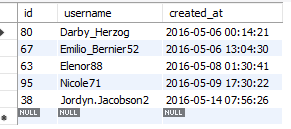 id username created_at
80 Darby_Herzog 2016-05-06 00:14:21
67 Emilio_Bernier52 2016-05-06 13:04:30
63 Elenor88 2016-05-08 01:30:41
95 Nicole71 2016-05-09 17:30:22
38 Jordyn.Jacobson2 2016-05-14 07:56:26
NULL NULL NULL